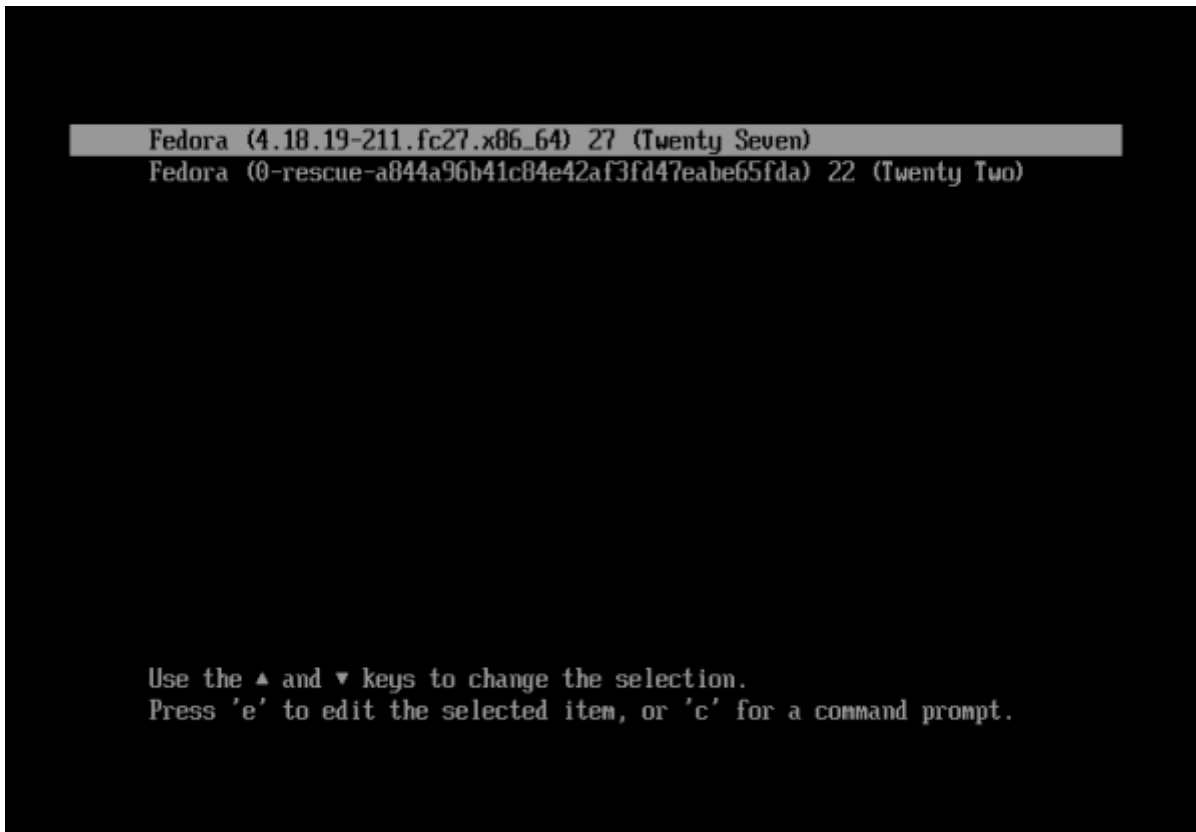 Fedora (4.18.19-211.fc27.x86_64) 27 (Twenty Seven)
Fedora (0-rescue-a844a96b41c84e42af3fd47eabe65fda) 22 (Twenty Two)
Use the ▲ and ▼ keys to change the selection.
Press 'e' to edit the selected item, or 'c' for a command prompt.